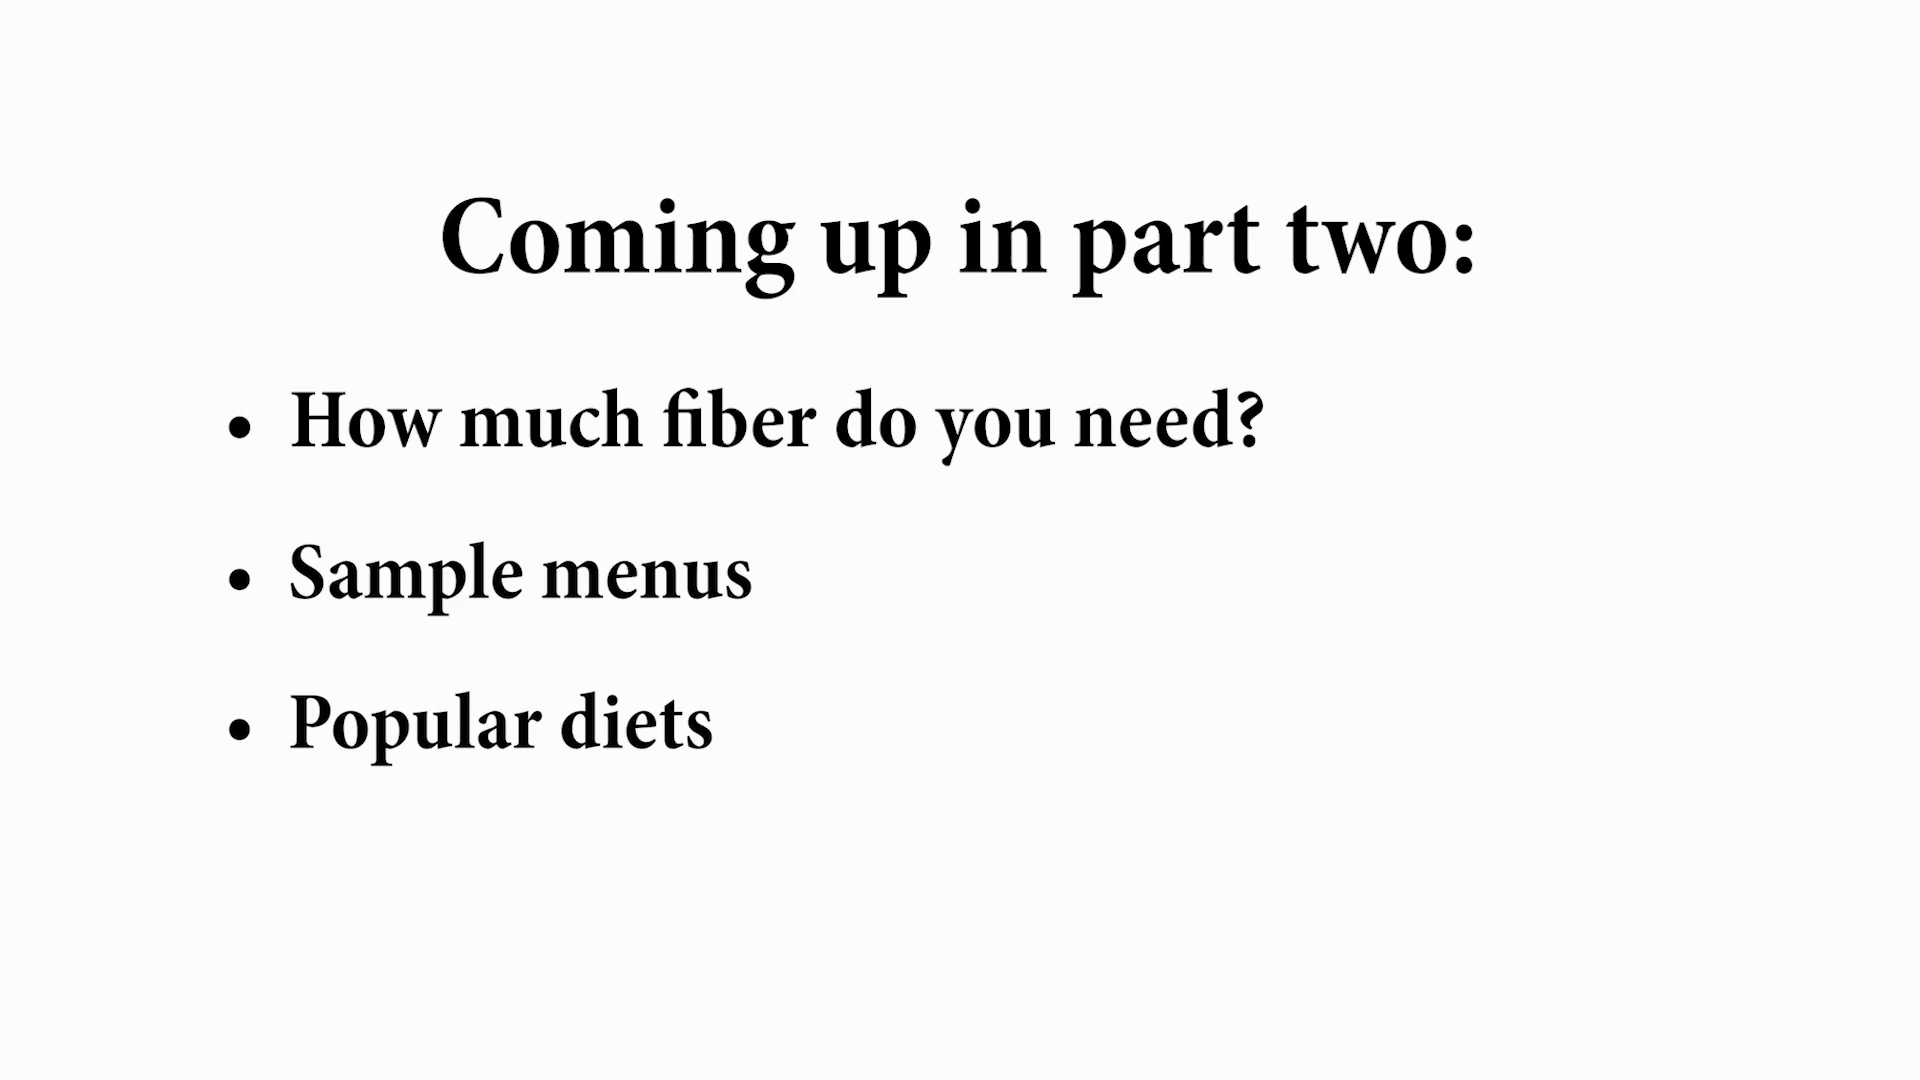 Coming up in part two:
• How much fiber do you need?
• Sample menus
• Popular diets